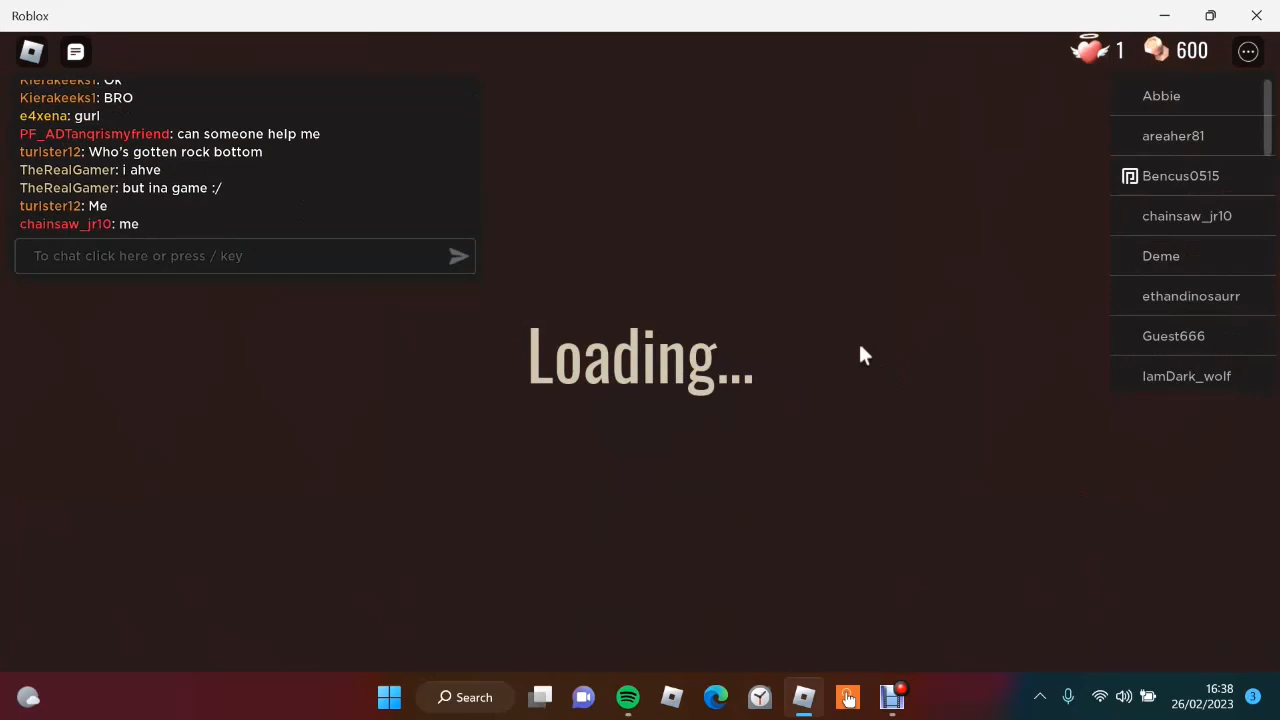 Roblox
1
600
Kierakeeks1: Ok
Kierakeeks1: BRO
e4xena: gurl
PF_ADTanqrismyfriend: can someone help me
turlster12: Who's gotten rock bottom
TheRealGamer: i ahve
TheRealGamer: but ina game :/
turlster12: Me
chainsaw_jr10: me
To chat click here or press / key
Abbie
areaher81
Bencus0515
chainsaw_jr10
Deme
ethandinosaurr
Guest666
IamDark_wolf
Loading...
Search
16:38
26/02/2023
3